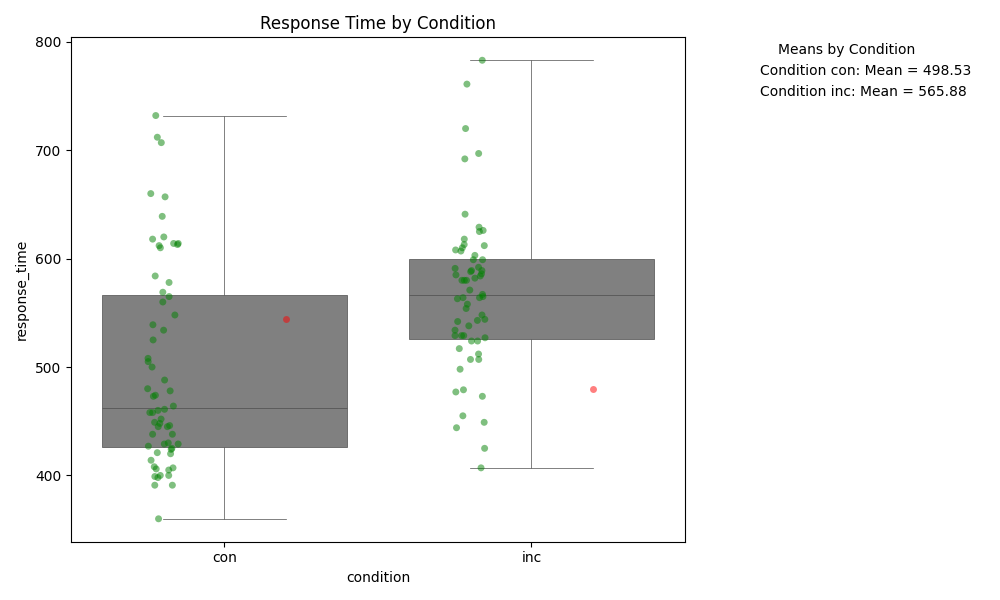 Response Time by Condition
Means by Condition
Condition con: Mean = 498.53
Condition inc: Mean = 565.88
response_time
800
700
600
500
400
con
inc
condition